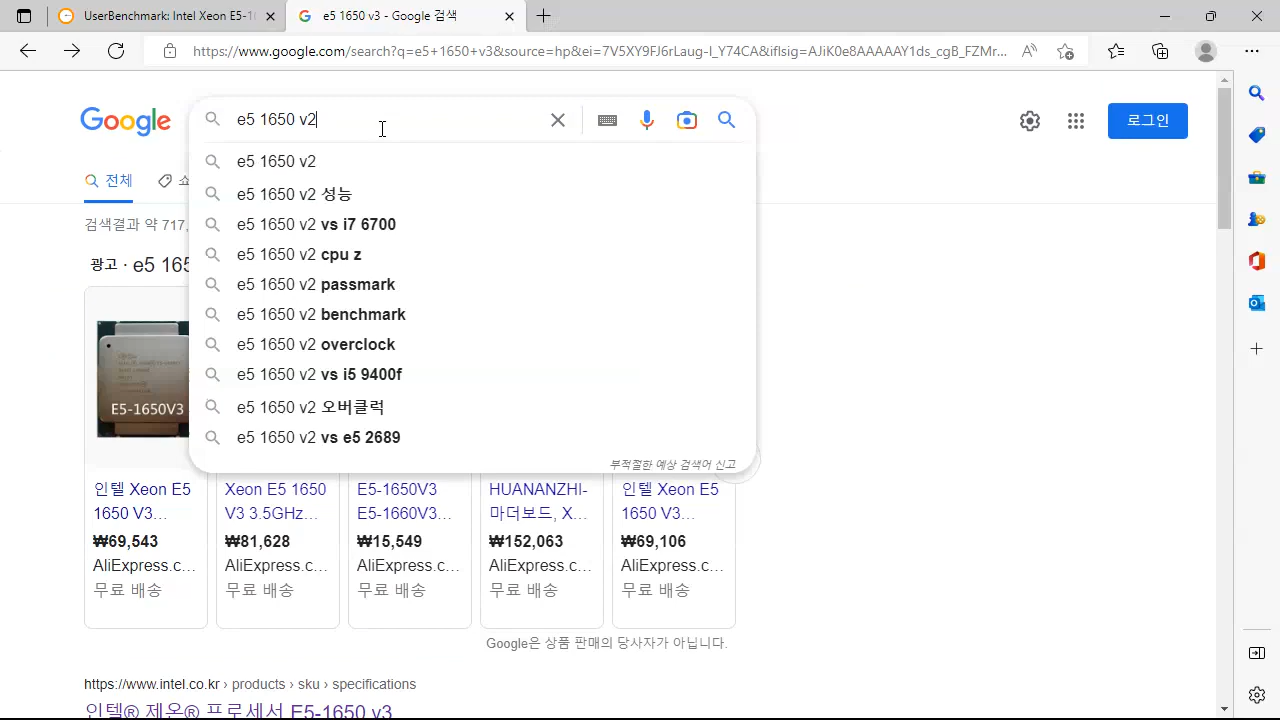 UserBenchmark: Intel Xeon E5-1
e5 1650 v3 - Google 검색
https://www.google.com/search?q=e5+1650+v3&source=hp&ei=7V5XY9FJ6rLaug-I_Y74CA&iflsig=AJiK0e8AAAAAY1ds_cgB_FZMr...
Google
e5 1650 v2
로그인
e5 1650 v2
전체
쇼
e5 1650 v2 성능
검색결과 약 717,
e5 1650 v2 vs i7 6700
e5 1650 v2 cpu z
광고 · e5 165
e5 1650 v2 passmark
e5 1650 v2 benchmark
e5 1650 v2 overclock
e5 1650 v2 vs i5 9400f
e5 1650 v2 오버클럭
E5-1650V3
e5 1650 v2 vs e5 2689
부적절한 예상 검색어 신고
인텔 Xeon E5
1650 V3...
₩69,543
AliExpress.c...
무료 배송
Xeon E5 1650
V3 3.5GHz...
₩81,628
AliExpress.c...
무료 배송
E5-1650V3
E5-1660V3...
₩15,549
AliExpress.c...
무료 배송
HUANANZHI-
마더보드, X...
₩152,063
AliExpress.c...
무료 배송
인텔 Xeon E5
1650 V3...
₩69,106
AliExpress.c...
무료 배송
Google은 상품 판매의 당사자가 아닙니다.
https://www.intel.co.kr › products › sku › specifications
인텔® 제온® 프로세서 E5-1650 v3